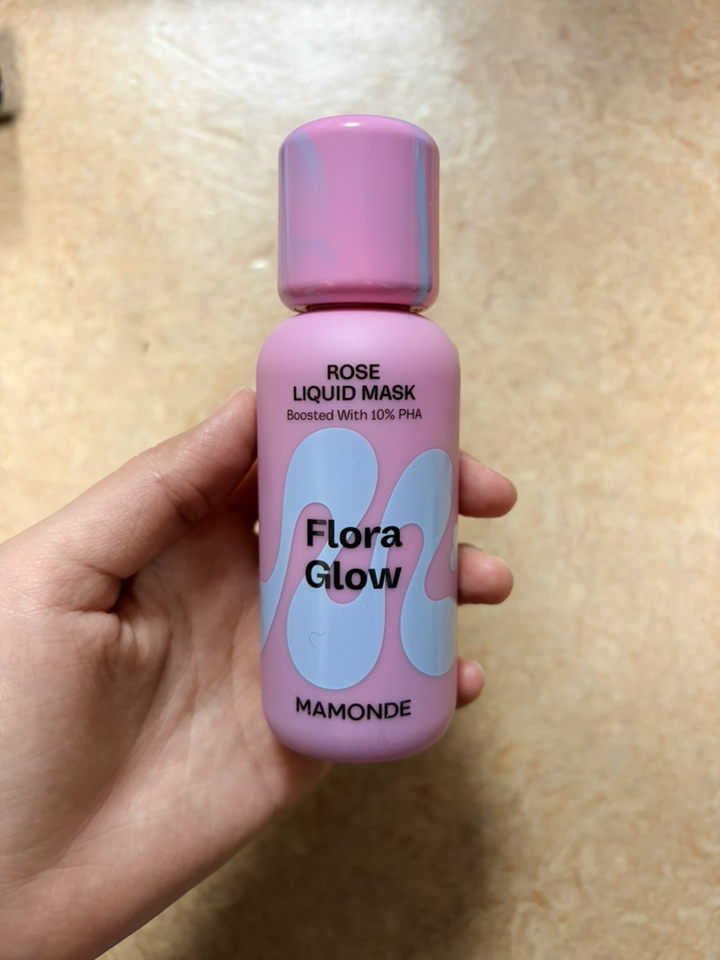 ROSE
LIQUID MASK
Boosted With 10% PHA
Flora
Glow
MAMONDE